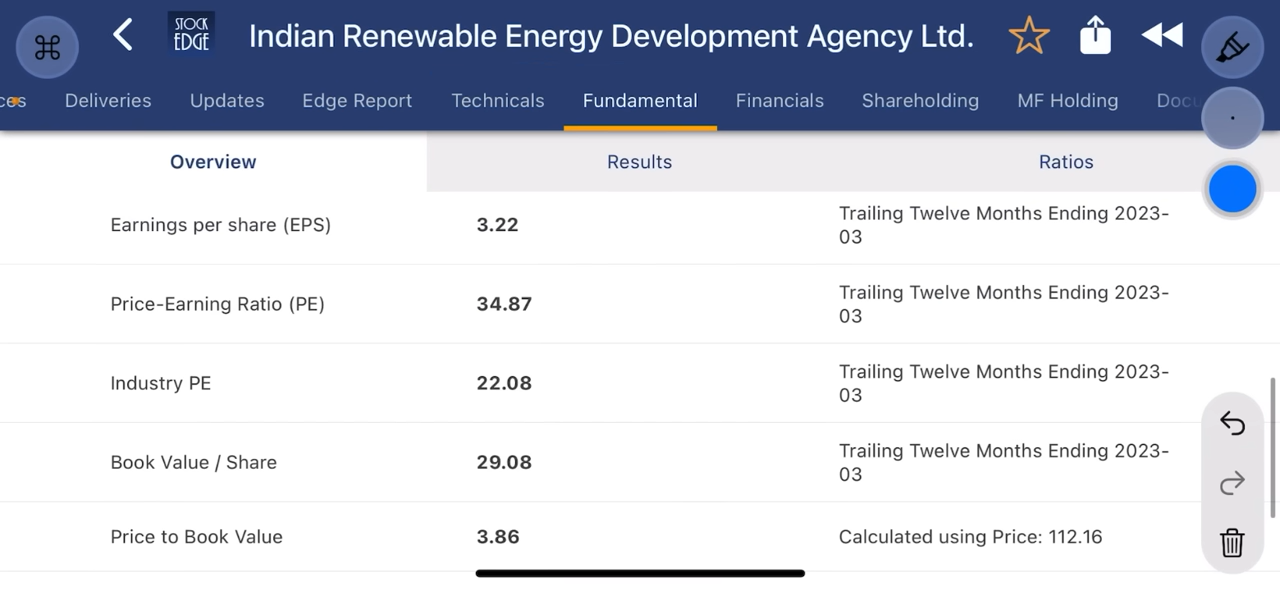 STOCK
EDGE
Indian Renewable Energy Development Agency Ltd.
ces Deliveries Updates Edge Report Technicals Fundamental Financials Shareholding MF Holding Docu
Overview Results Ratios
Earnings per share (EPS) 3.22 Trailing Twelve Months Ending 2023-
03
Price-Earning Ratio (PE) 34.87 Trailing Twelve Months Ending 2023-
03
Industry PE 22.08 Trailing Twelve Months Ending 2023-
03
Book Value / Share 29.08 Trailing Twelve Months Ending 2023-
03
Price to Book Value 3.86 Calculated using Price: 112.16